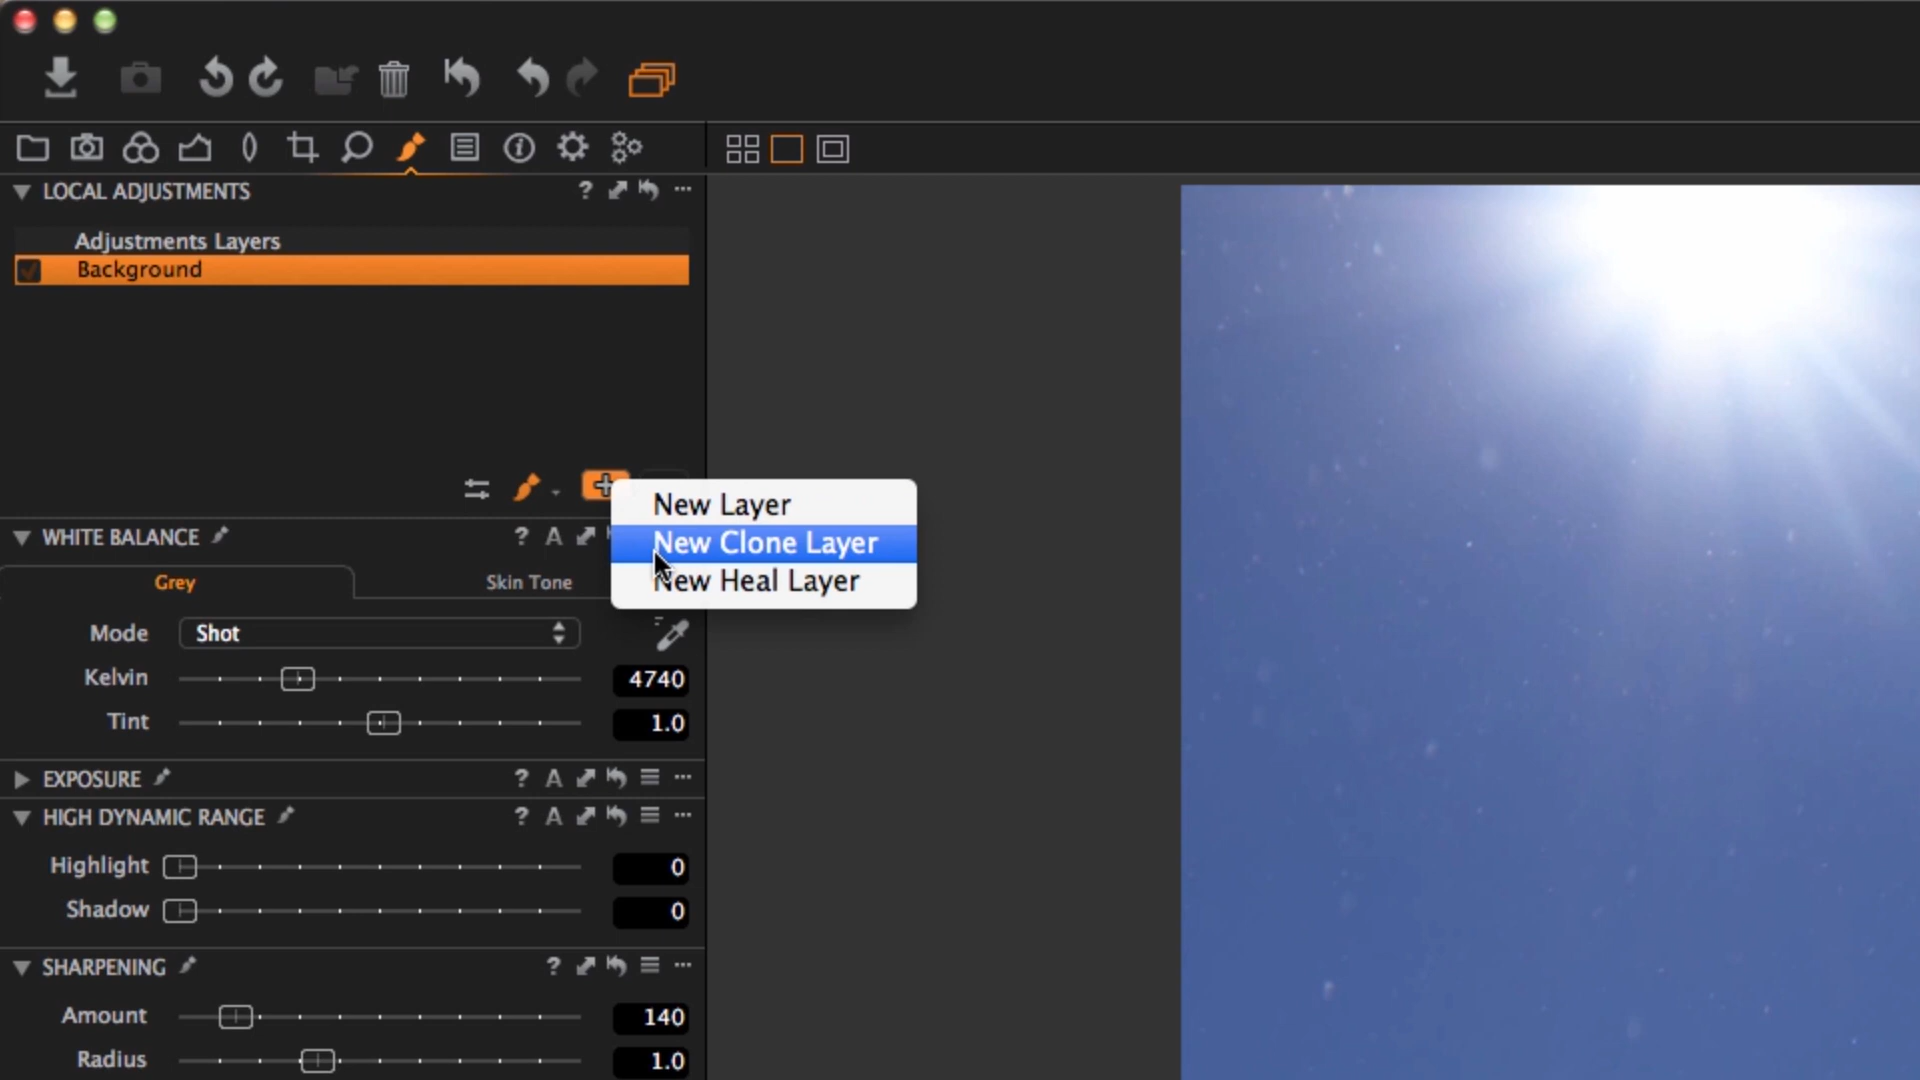 LOCAL ADJUSTMENTS ?
Adjustments Layers
Background
New Layer
New Clone Layer
New Heal Layer
WHITE BALANCE ? A
Grey Skin Tone
Mode Shot
Kelvin 4740
Tint 1.0
EXPOSURE ? A
HIGH DYNAMIC RANGE ? A
Highlight 0
Shadow 0
SHARPENING ?
Amount 140
Radius 1.0